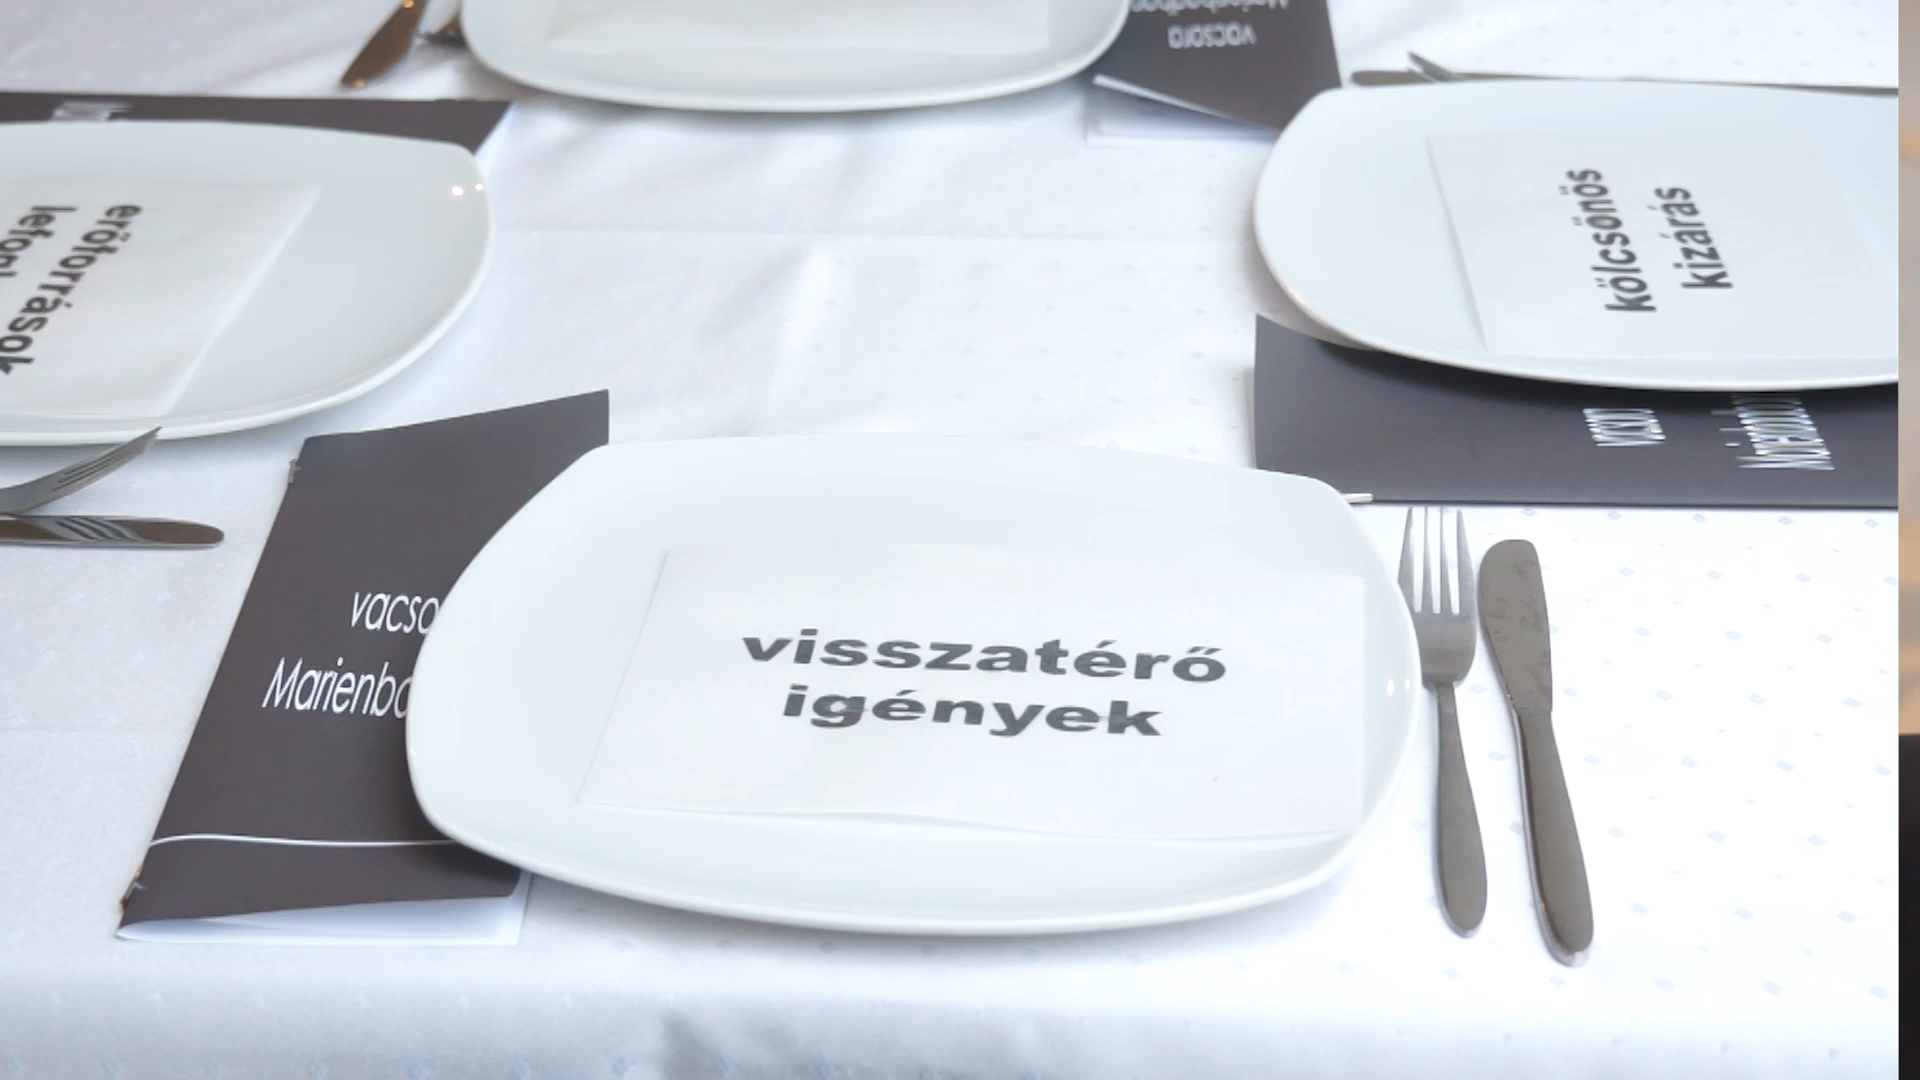 vacsora
erőforrások
kölcsönös
kizárás
vacso
Marienba
visszatérő
igények